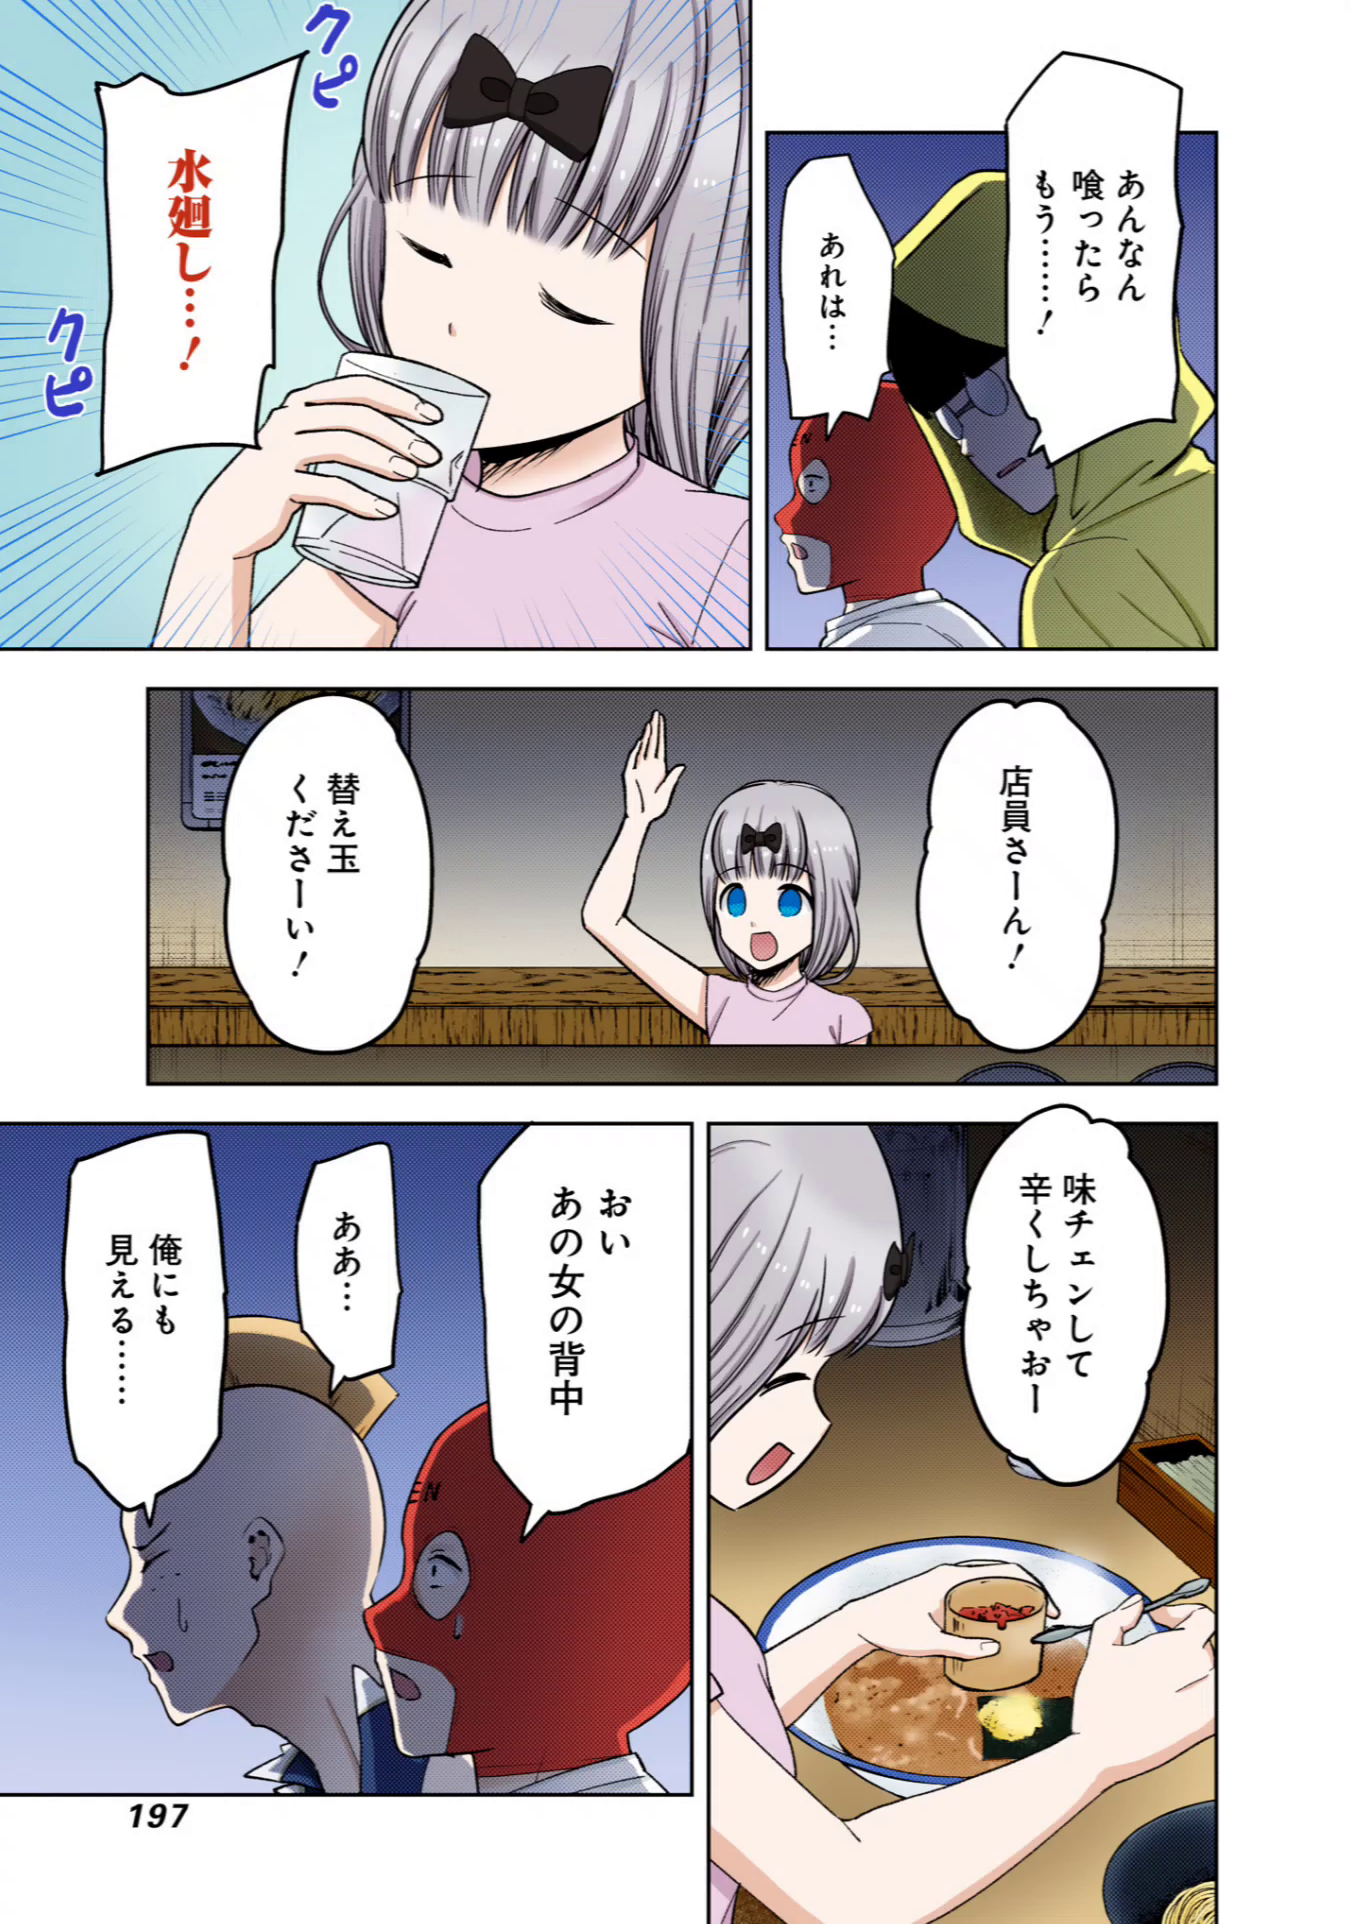 あんなん
喰ったら
もう………！
あれは…
EN
クピ
水廻し…！
クピ
店員さーん！
替え玉
くださーい！
味チェンして
辛くしちゃおー
おい
あの女の背中
ああ…
俺にも
見える……
EN
197